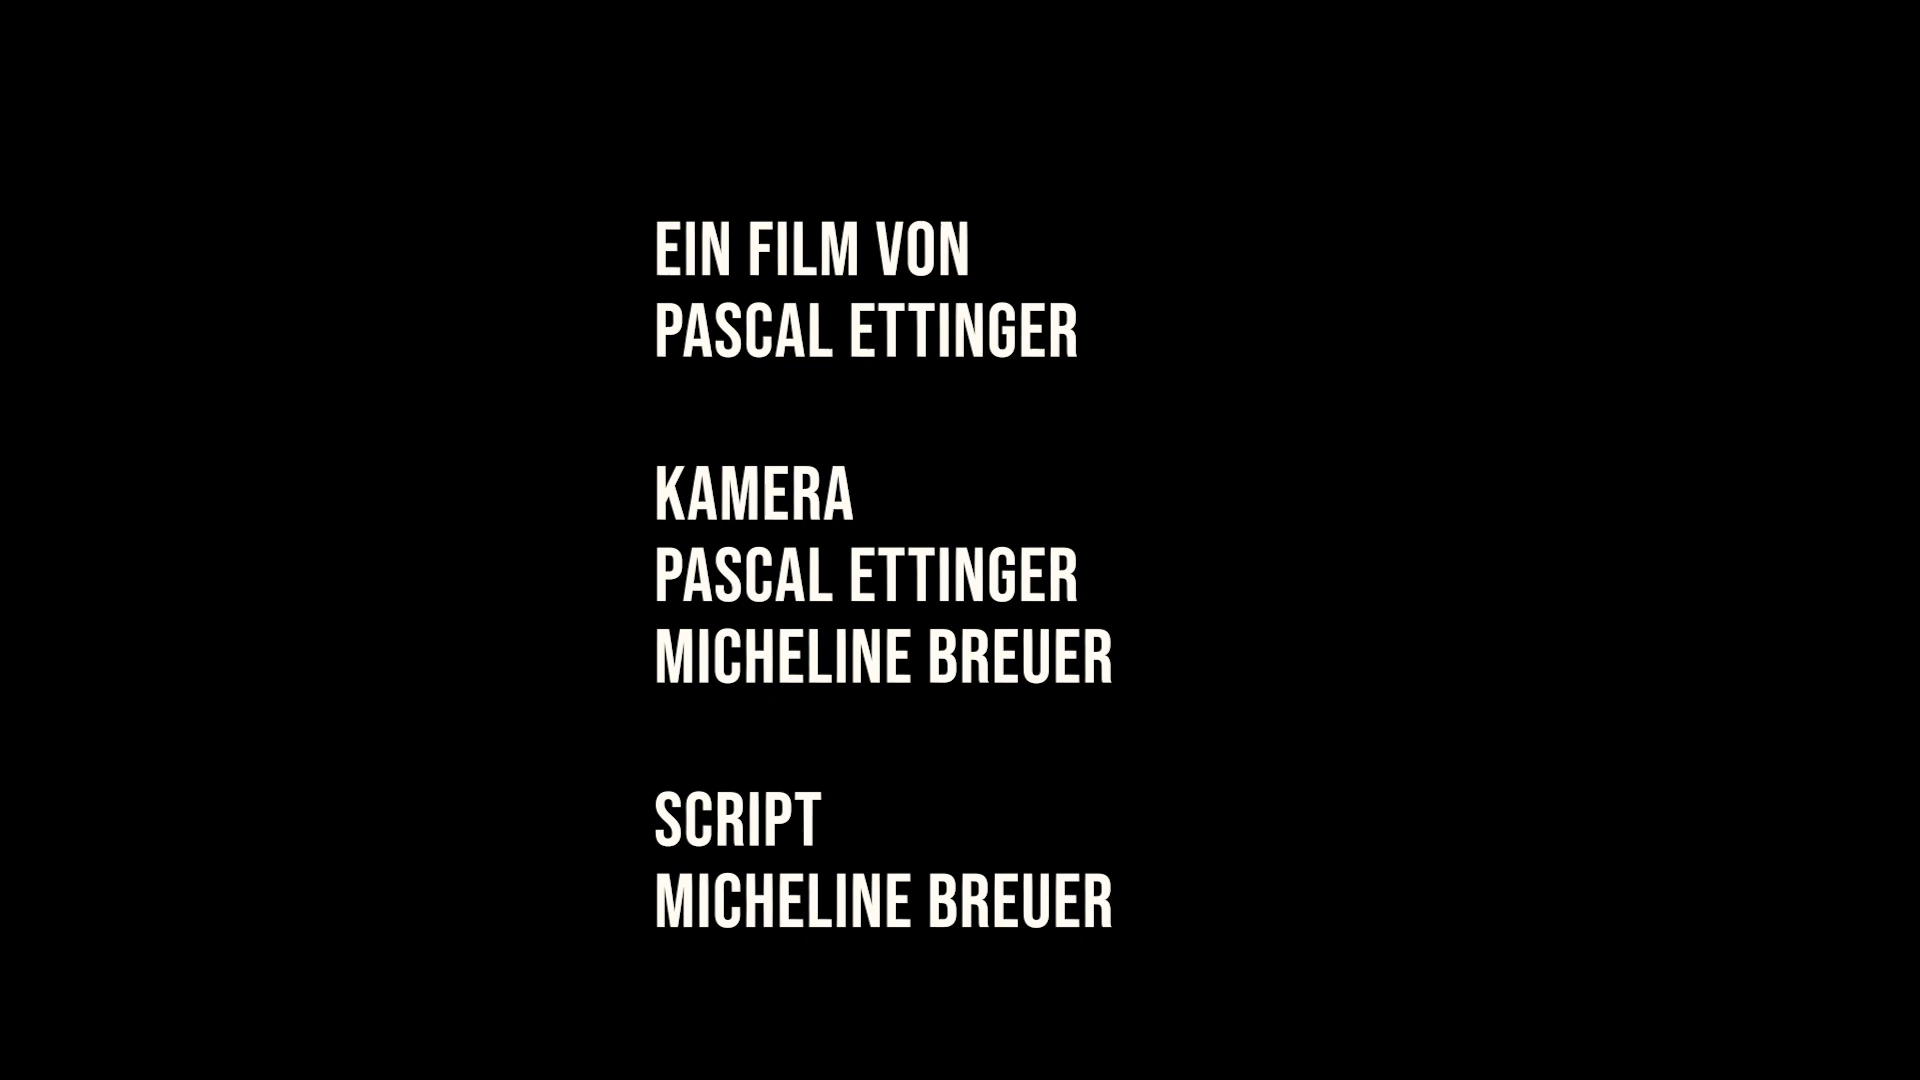 EIN FILM VON
PASCAL ETTINGER
KAMERA
PASCAL ETTINGER
MICHELINE BREUER
SCRIPT
MICHELINE BREUER